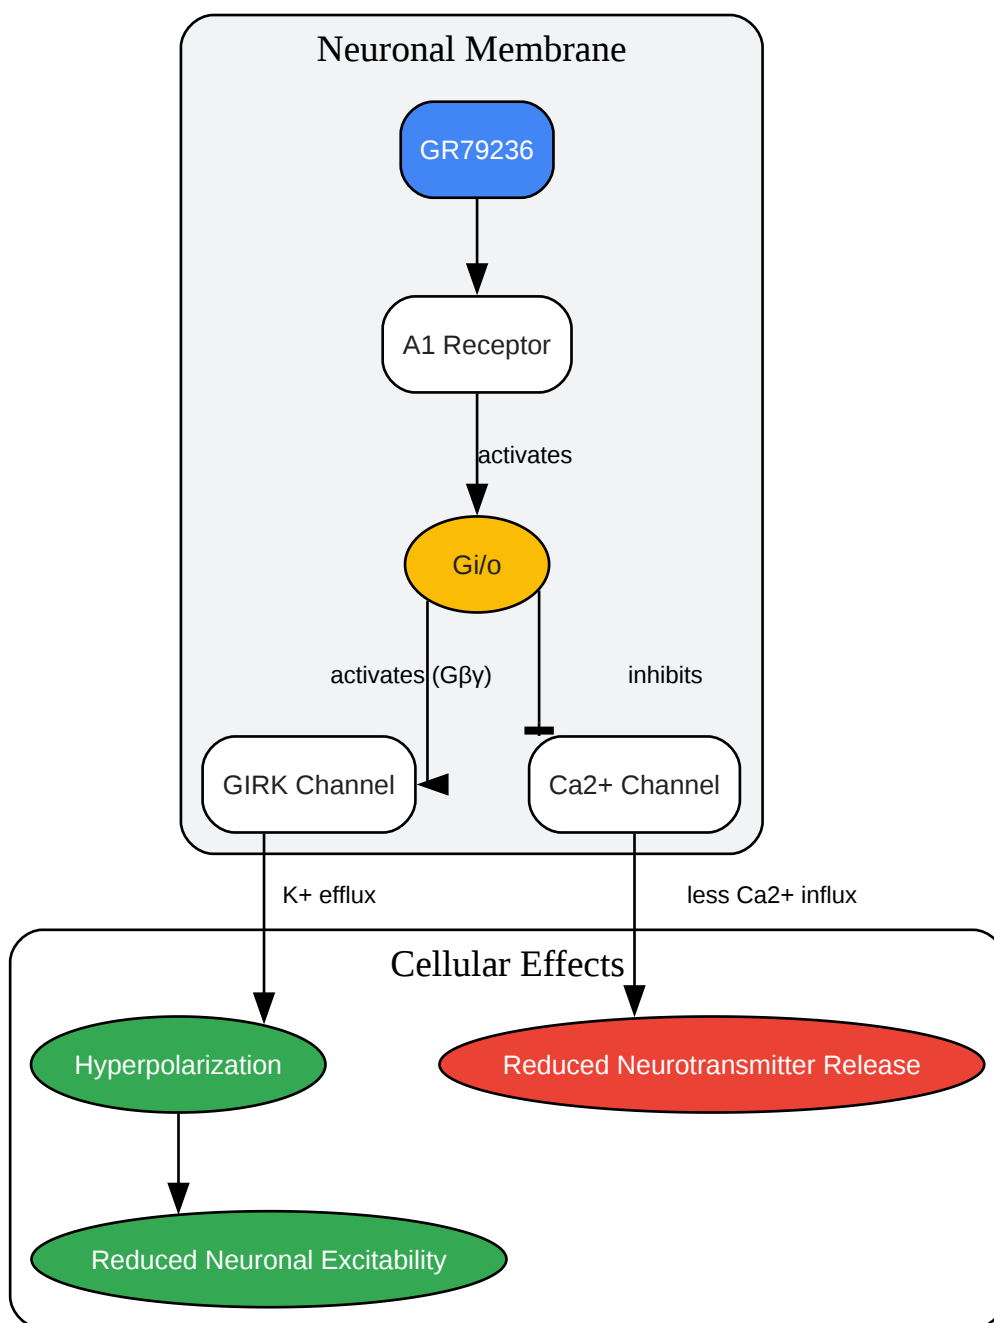 Neuronal Membrane
GR79236
A1 Receptor
activates
Gi/o
activates (Gβγ)
inhibits
GIRK Channel
Ca2+ Channel
K+ efflux
less Ca2+ influx
Cellular Effects
Hyperpolarization
Reduced Neurotransmitter Release
Reduced Neuronal Excitability